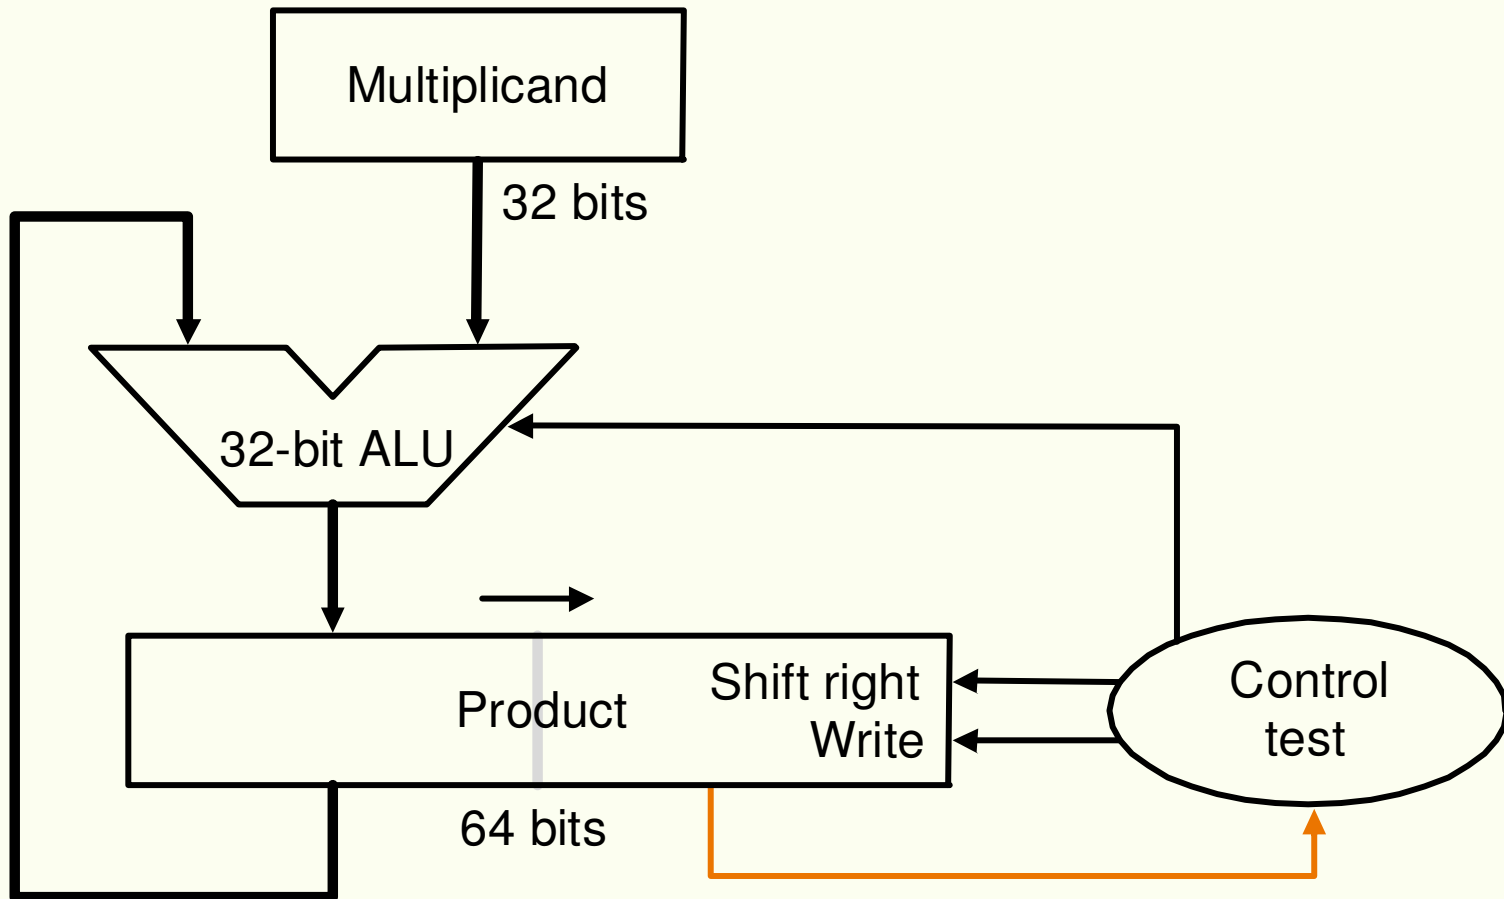 Multiplicand
32 bits
32-bit ALU
Product
Shift right
Write
Control
test
64 bits